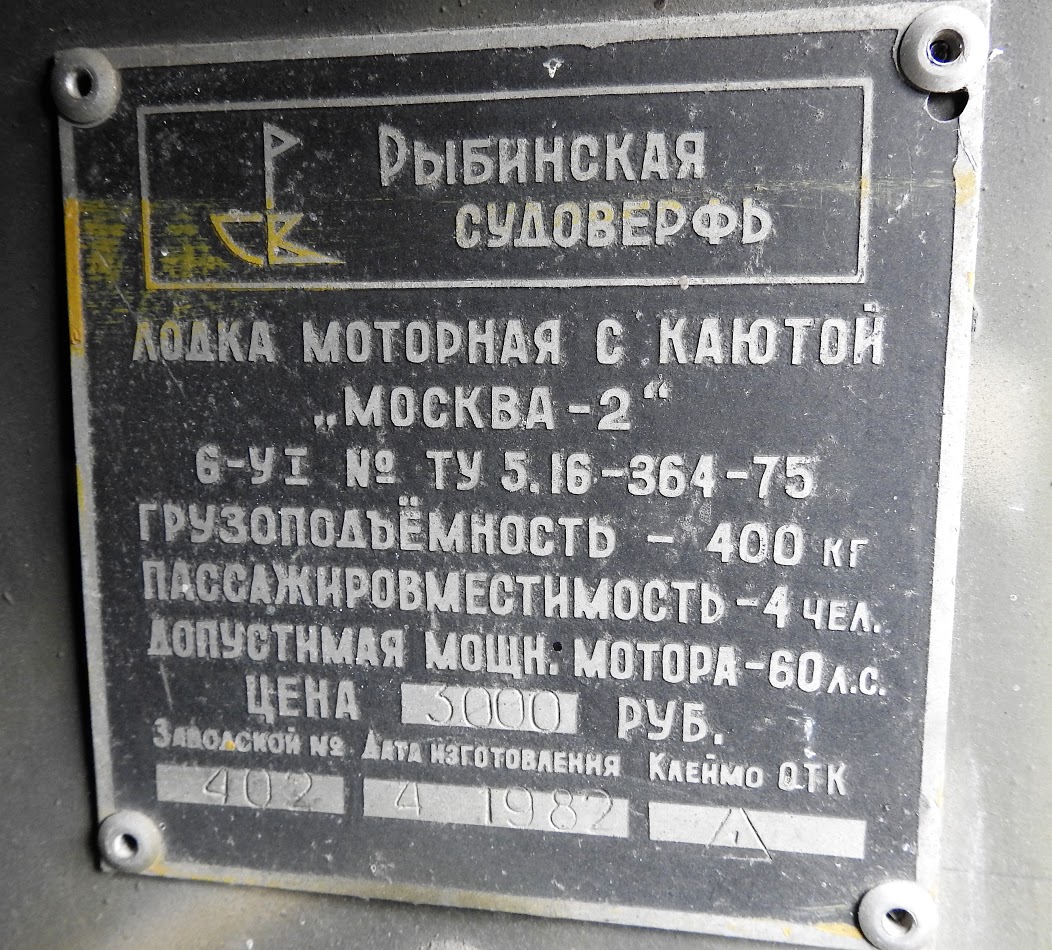 РЫБИНСКАЯ
СУДОВЕРФЬ
ЛОДКА МОТОРНАЯ С КАЮТОЙ
„МОСКВА-2“
6-У I № ТУ 5.16-364-75
ГРУЗОПОДЪЁМНОСТЬ - 400 КГ
ПАССАЖИРОВМЕСТИМОСТЬ - 4 ЧЕЛ.
ДОПУСТИМАЯ МОЩН. МОТОРА - 60 Л.С.
ЦЕНА 3000 РУБ.
ЗАВОДСКОЙ № ДАТА ИЗГОТОВЛЕНИЯ КЛЕЙМО ОТК
402 4 1982